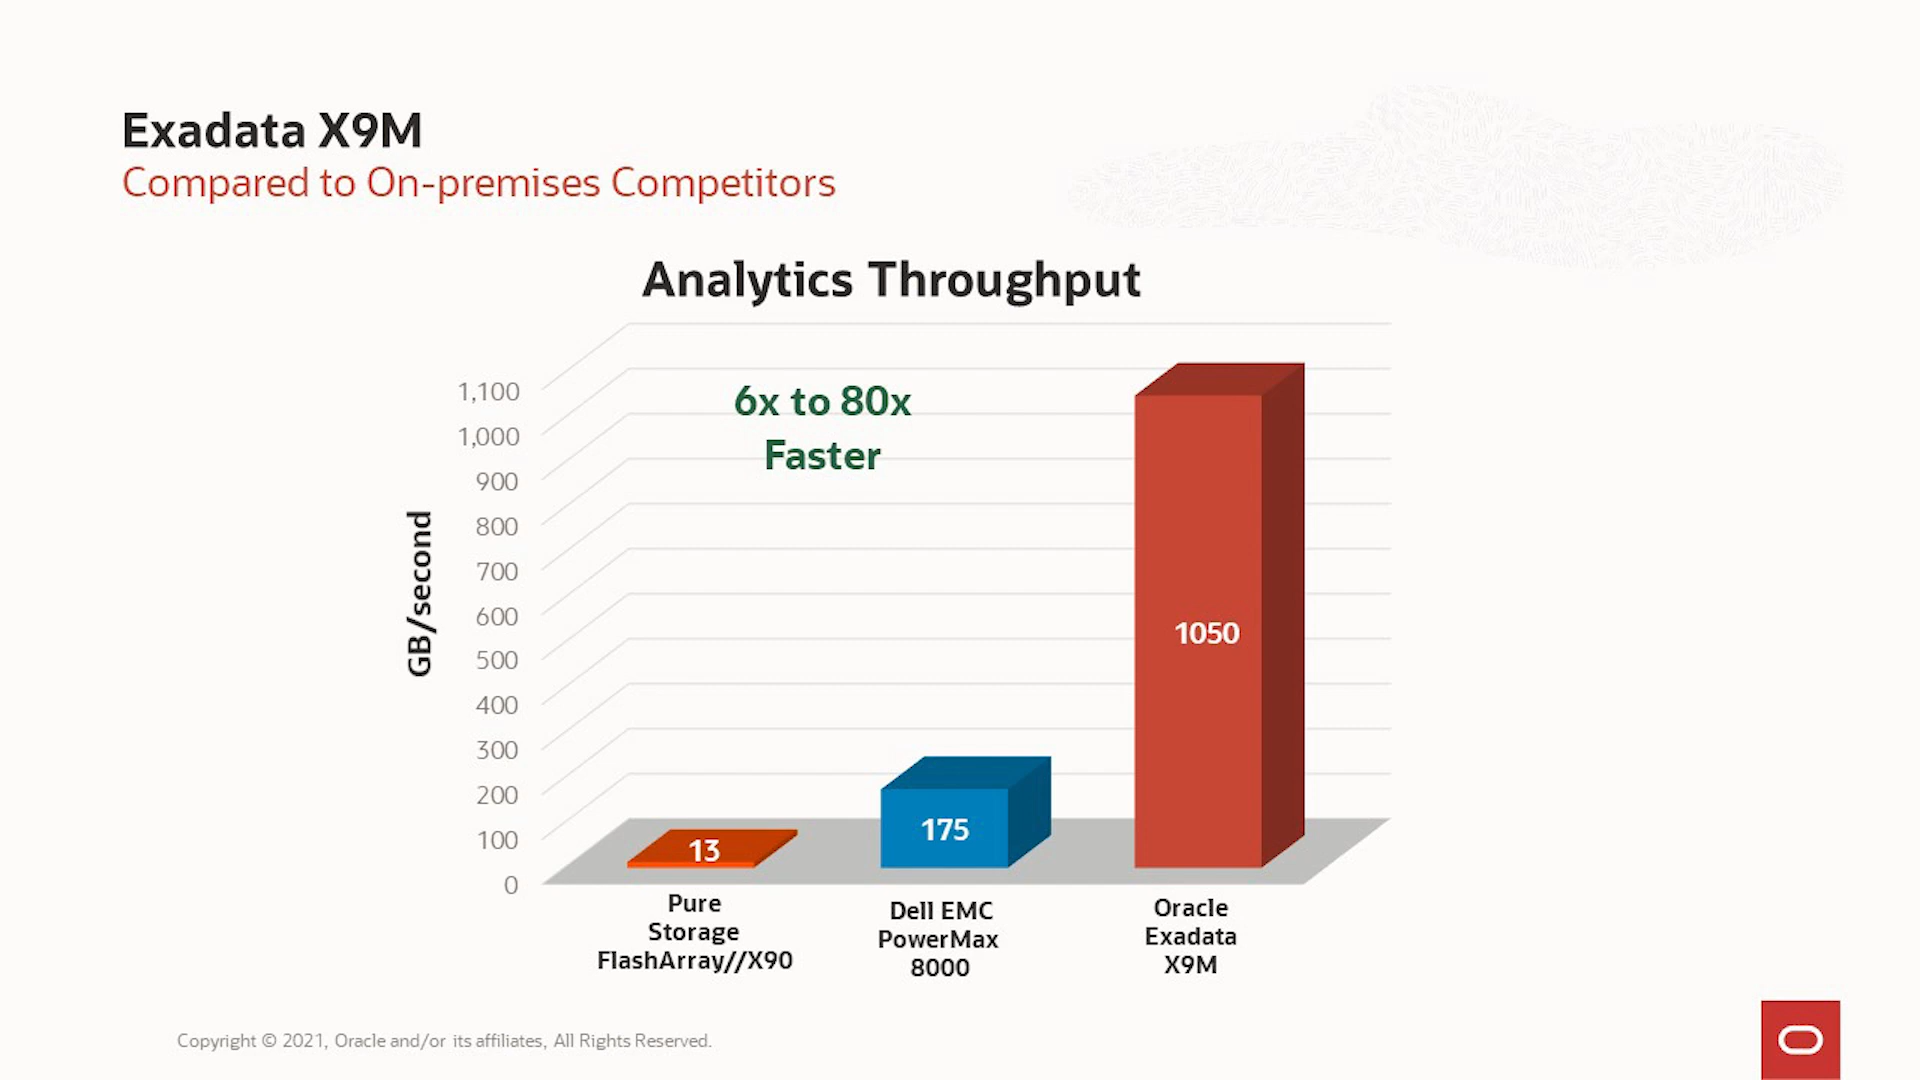 Exadata X9M
Compared to On-premises Competitors
Analytics Throughput
6x to 80x
Faster
GB/second
1,100
1,000
900
800
700
600
500
400
300
200
100
0
13
175
1050
Pure
Storage
FlashArray//X90
Dell EMC
PowerMax
8000
Oracle
Exadata
X9M
Copyright © 2021, Oracle and/or its affiliates, All Rights Reserved.